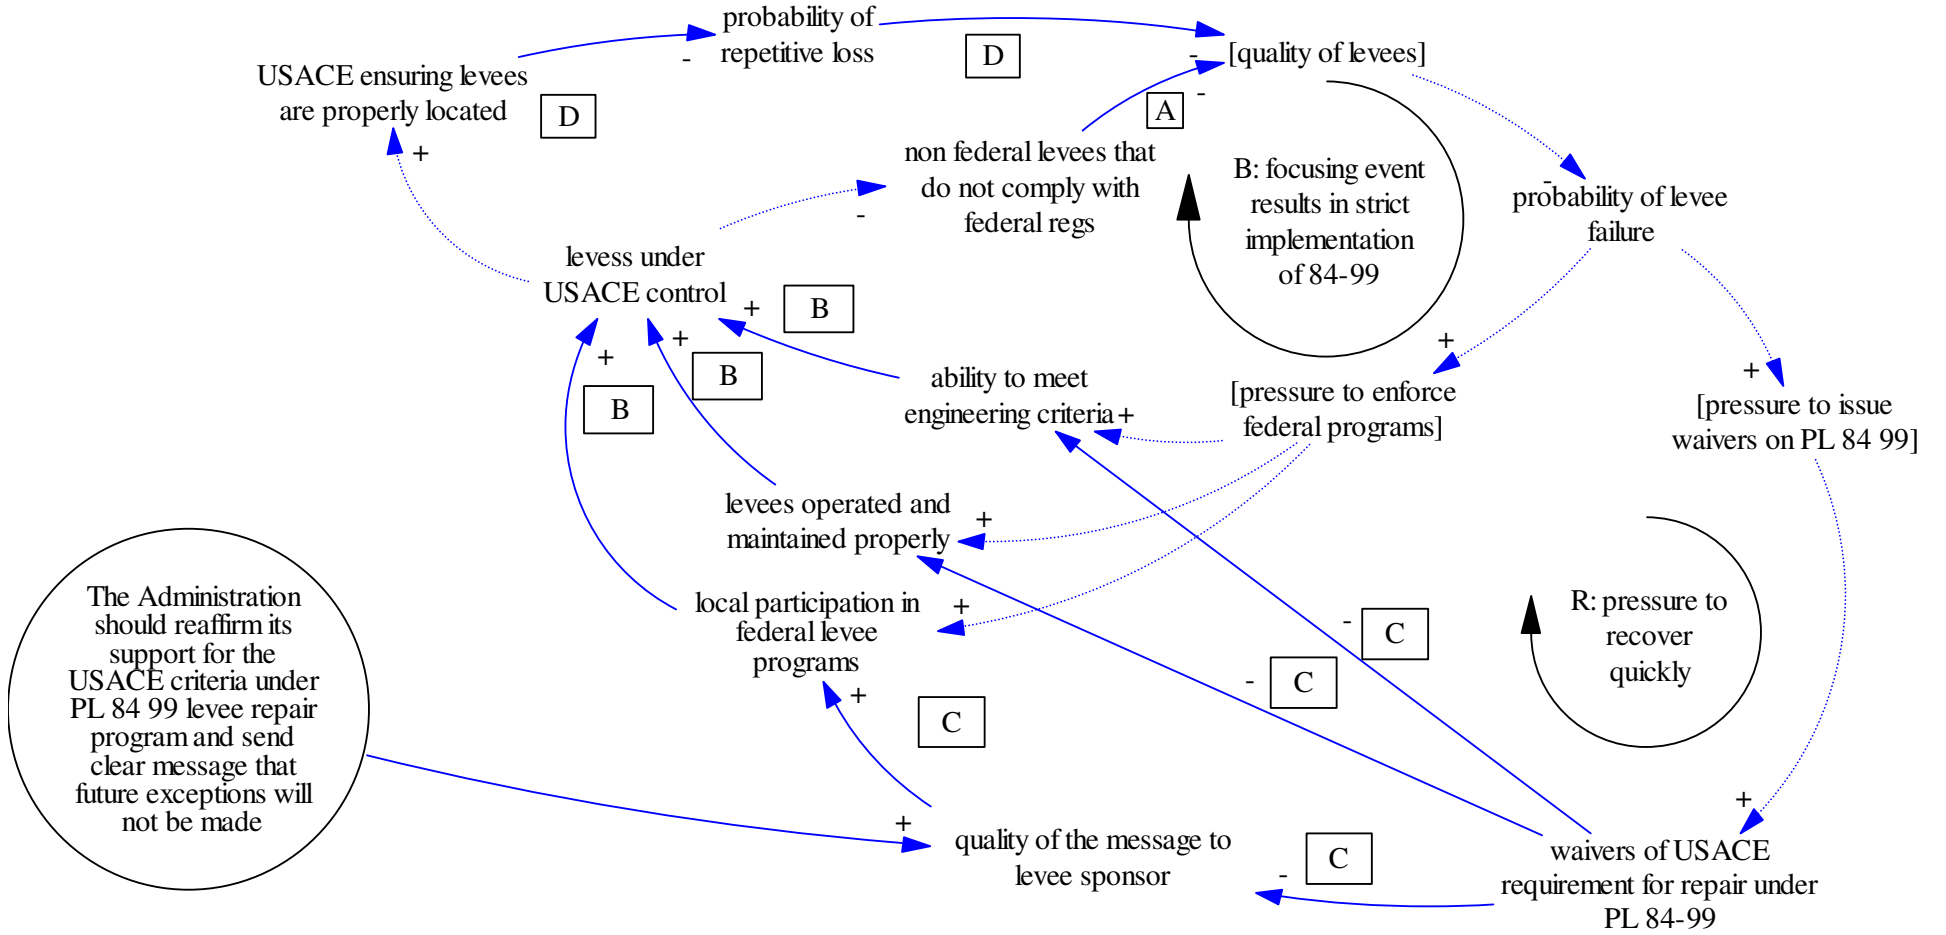 probability of
repetitive loss
D
-
-
[quality of levees]
USACE ensuring levees
are properly located
-
D
A
-
+
non federal levees that
do not comply with
federal regs
-
B: focusing event
results in strict
implementation
of 84-99
-
probability of levee
failure
levess under
USACE control
+
B
+
B
+
B
+
+
ability to meet
engineering criteria
+
[pressure to enforce
federal programs]
[pressure to issue
waivers on PL 84 99]
levees operated and
maintained properly
+
local participation in
federal levee
programs
+
The Administration
should reaffirm its
support for the
USACE criteria under
PL 84 99 levee repair
program and send
clear message that
future exceptions will
not be made
R: pressure to
recover
quickly
-
C
-
C
+
C
+
+
quality of the message to
levee sponsor
C
-
waivers of USACE
requirement for repair under
PL 84-99